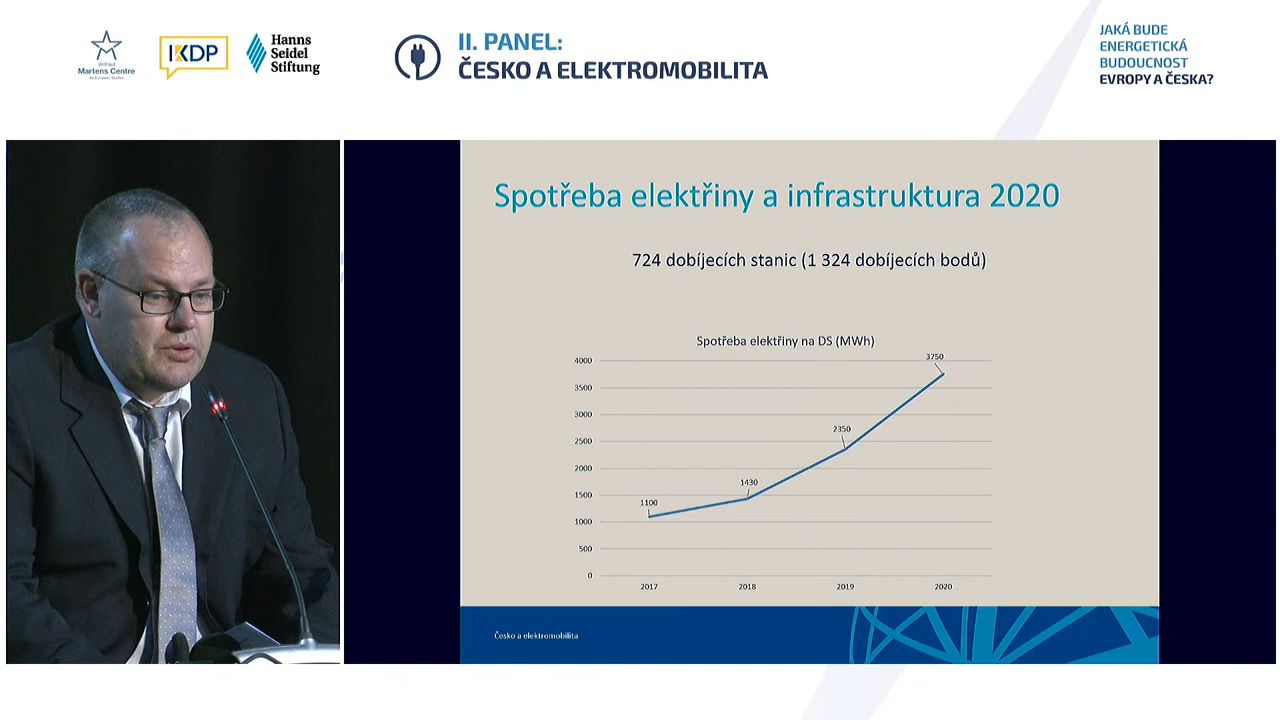 Wilfried
Martens Centre
for European Studies
IKDP
Hanns
Seidel
Stiftung
II. PANEL:
ČESKO A ELEKTROMOBILITA
JAKÁ BUDE
ENERGETICKÁ
BUDOUCNOST
EVROPY A ČESKA?
Spotřeba elektřiny a infrastruktura 2020
724 dobíjecích stanic (1 324 dobíjecích bodů)
Spotřeba elektřiny na DS (MWh)
4000
3500
3000
2500
2000
1500
1000
500
0
1100
1430
2350
3750
2017
2018
2019
2020
Česko a elektromobilita